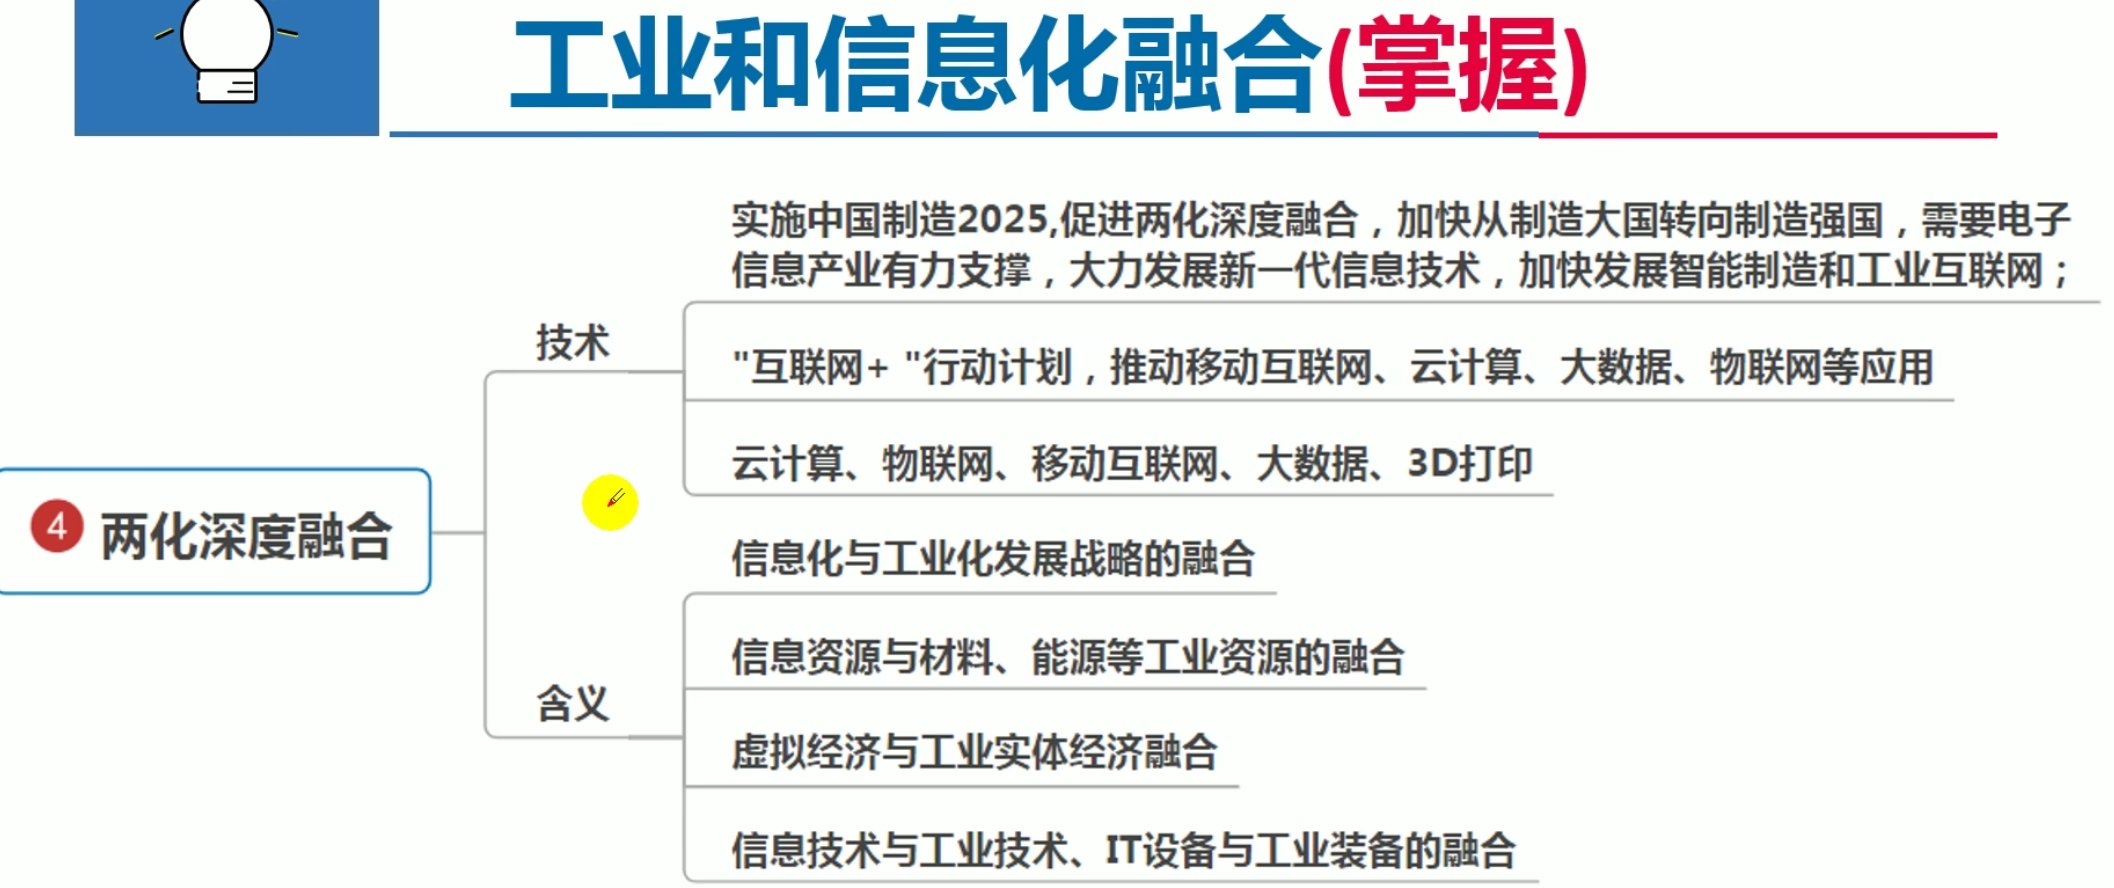 工业和信息化融合(掌握)
实施中国制造2025,促进两化深度融合，加快从制造大国转向制造强国，需要电子
信息产业有力支撑，大力发展新一代信息技术，加快发展智能制造和工业互联网；
技术
"互联网+ "行动计划，推动移动互联网、云计算、大数据、物联网等应用
云计算、物联网、移动互联网、大数据、3D打印
4 两化深度融合
信息化与工业化发展战略的融合
信息资源与材料、能源等工业资源的融合
含义
虚拟经济与工业实体经济融合
信息技术与工业技术、IT设备与工业装备的融合